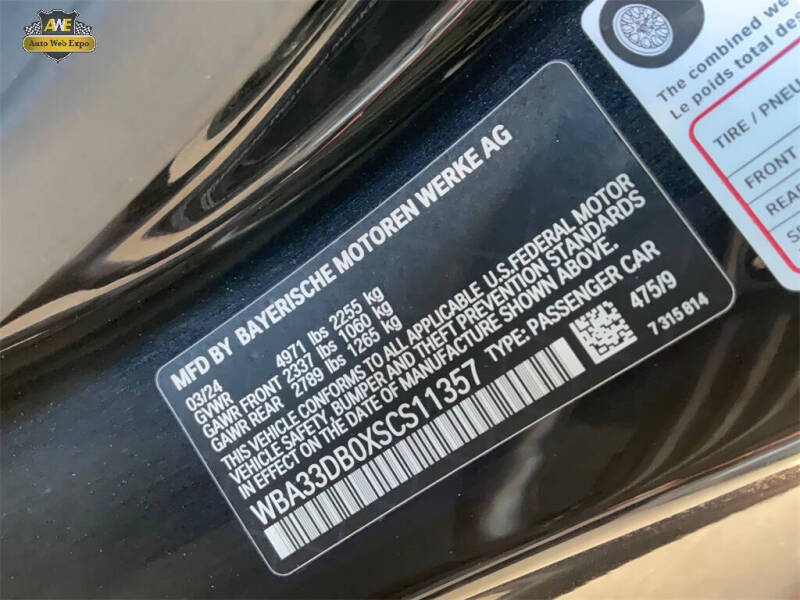 AWE
Auto Web Expo
The combined we
Le poids total de
TIRE / PNEU
FRONT
REAR
MFD BY BAYERISCHE MOTOREN WERKE AG
03/24
GVWR 4971 lbs 2255 kg
GAWR FRONT 2337 lbs 1060 kg
GAWR REAR 2789 lbs 1265 kg
THIS VEHICLE CONFORMS TO ALL APPLICABLE U.S.FEDERAL MOTOR
VEHICLE SAFETY, BUMPER AND THEFT PREVENTION STANDARDS
IN EFFECT ON THE DATE OF MANUFACTURE SHOWN ABOVE.
WBA33DB0XSCS11357 TYPE: PASSENGER CAR
475/9
7 315 814